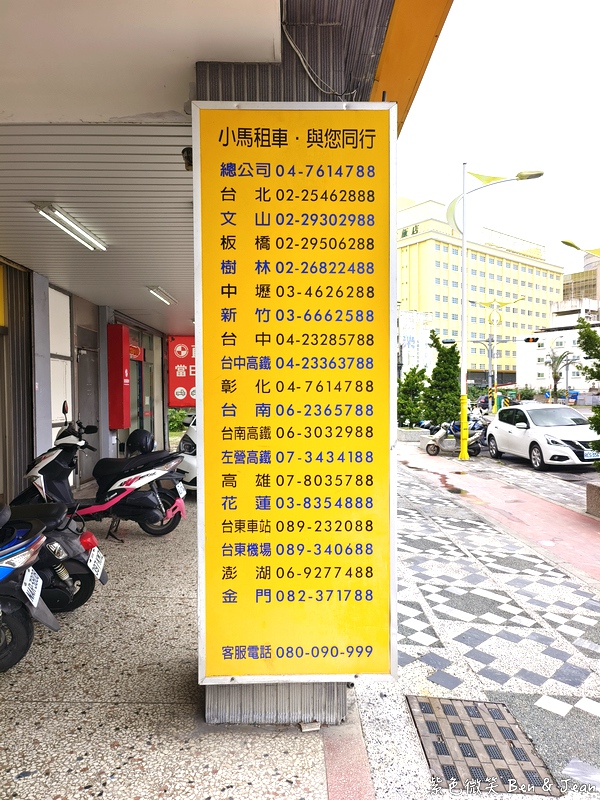 小馬租車・與您同行
總公司 04-7614788
台北 02-25462888
文山 02-29302988
板橋 02-29506288
樹林 02-26822488
中壢 03-4626288
新竹 03-6662588
台中 04-23285788
台中高鐵 04-23363788
彰化 04-7614788
台南 06-2365788
台南高鐵 06-3032988
左營高鐵 07-3434188
高雄 07-8035788
花蓮 03-8354888
台東車站 089-232088
台東機場 089-340688
澎湖 06-9277488
金門 082-371788
客服電話 080-090-999
當日
紫色微笑 Ben & Jean